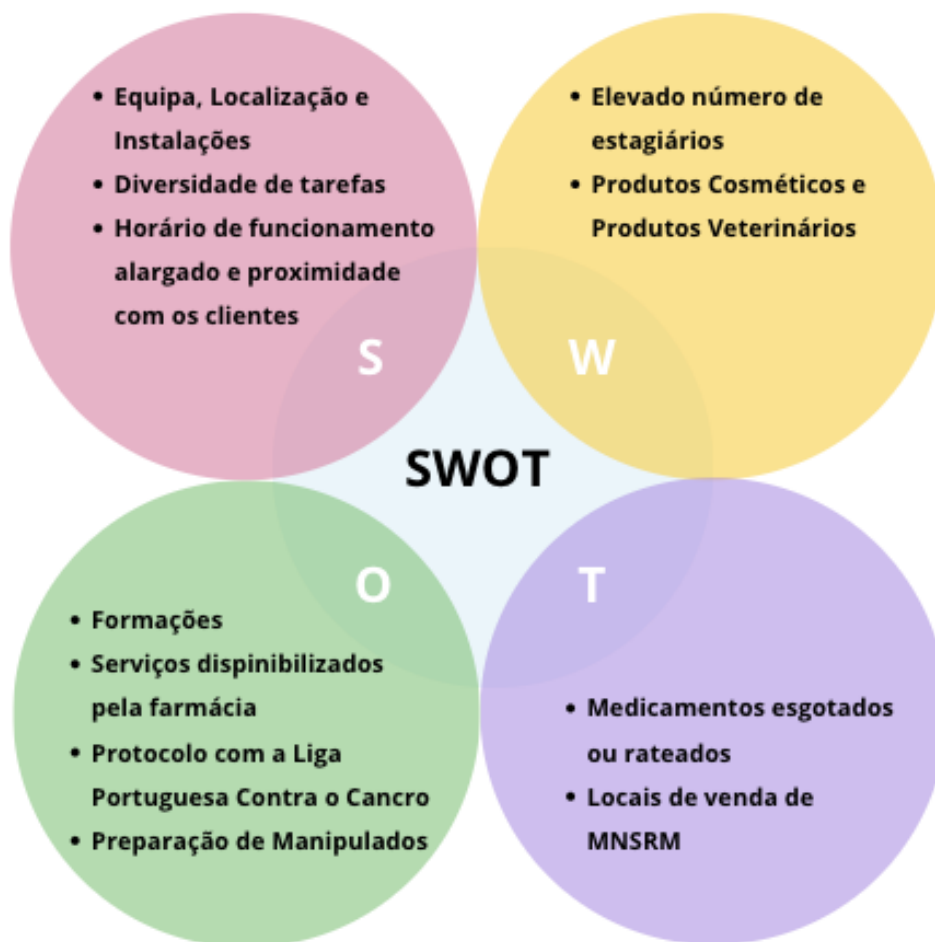 • Equipa, Localização e
Instalações
• Diversidade de tarefas
• Horário de funcionamento
alargado e proximidade
com os clientes
S
• Elevado número de
estagiários
• Produtos Cosméticos e
Produtos Veterinários
W
SWOT
O
• Formações
• Serviços dispinibilizados
pela farmácia
• Protocolo com a Liga
Portuguesa Contra o Cancro
• Preparação de Manipulados
T
• Medicamentos esgotados
ou rateados
• Locais de venda de
MNSRM